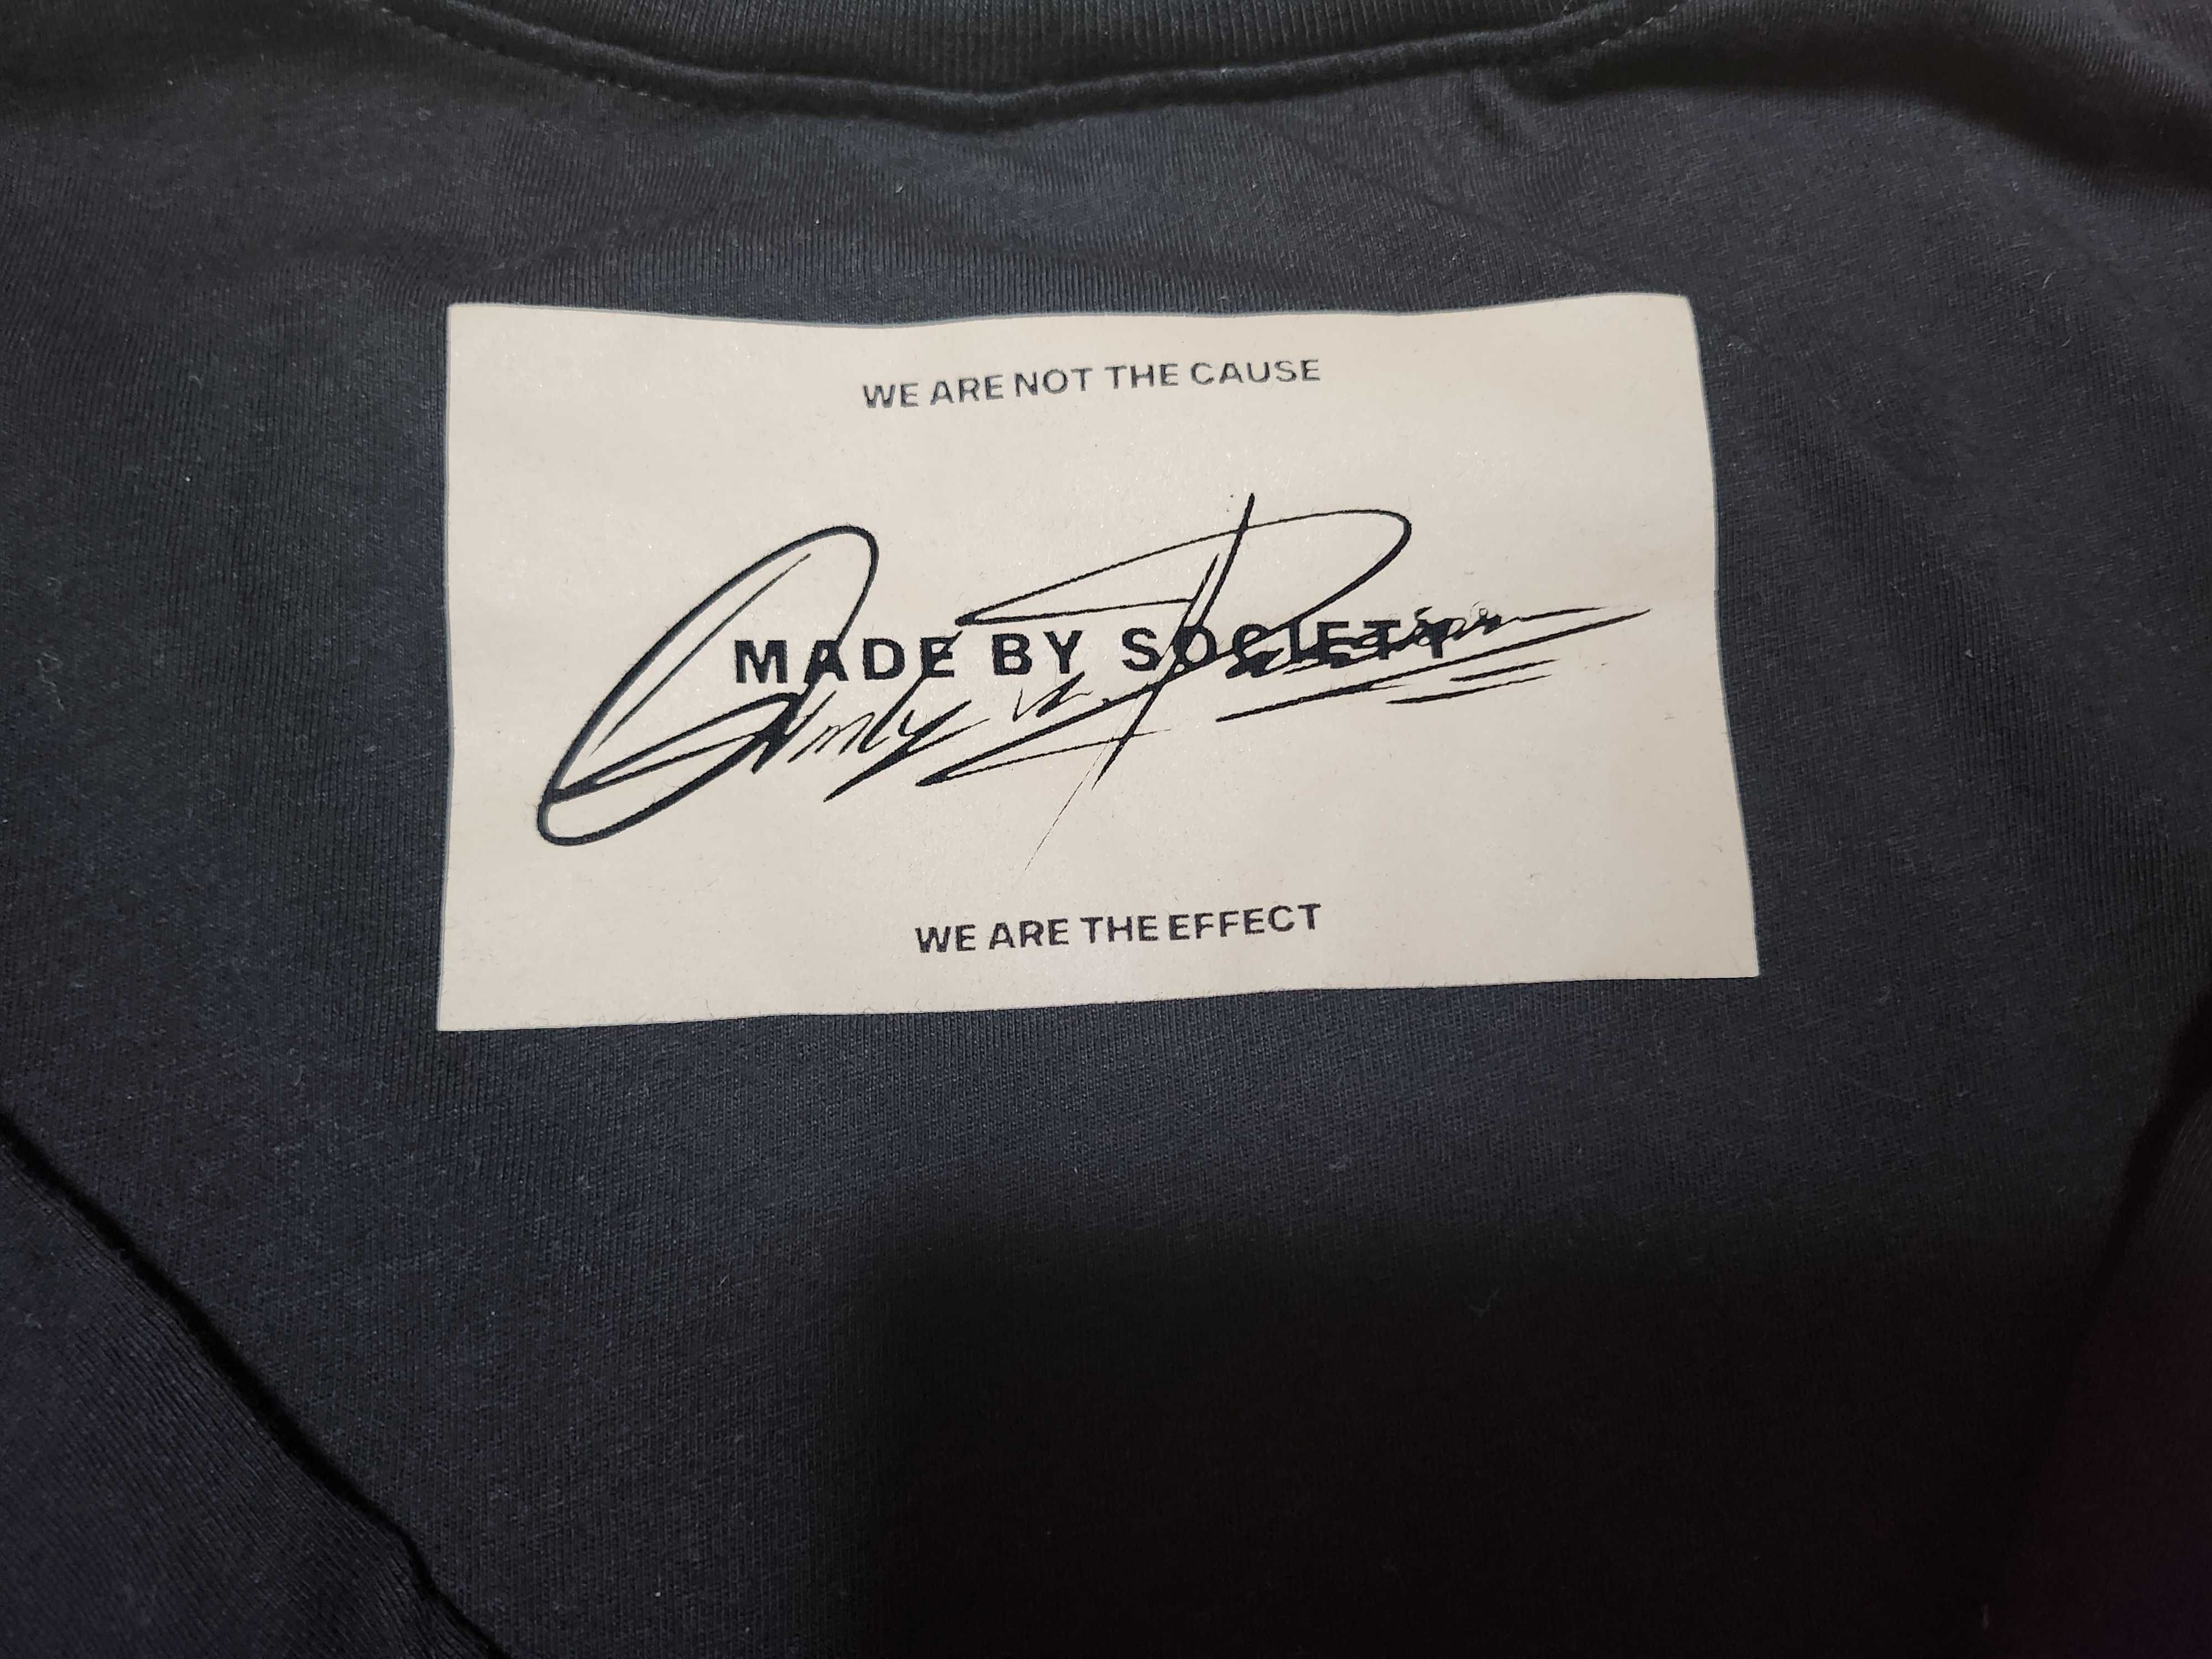 WE ARE NOT THE CAUSE
MADE BY SOCIETY
WE ARE THE EFFECT